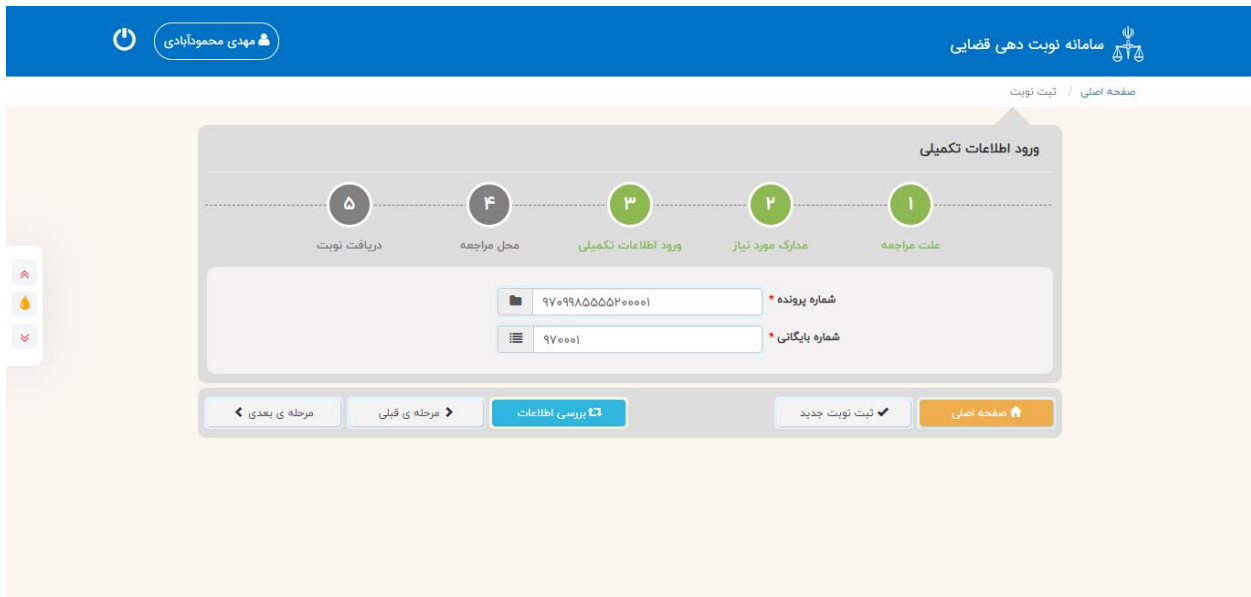 سامانه نوبت دهی قضایی
مهدی محمودآبادی
صفحه اصلی / ثبت نوبت
ورود اطلاعات تکمیلی
۱ ۲ ۳ ۴ ۵
علت مراجعه مدارک مورد نیاز ورود اطلاعات تکمیلی محل مراجعه دریافت نوبت
شماره پرونده * ۹۷۰۹۹۸۵۵۵۵۲۰۰۰۰۱
شماره بایگانی * ۹۷۰۰۰۱
صفحه اصلی ثبت نوبت جدید بررسی اطلاعات مرحله ی قبلی مرحله ی بعدی